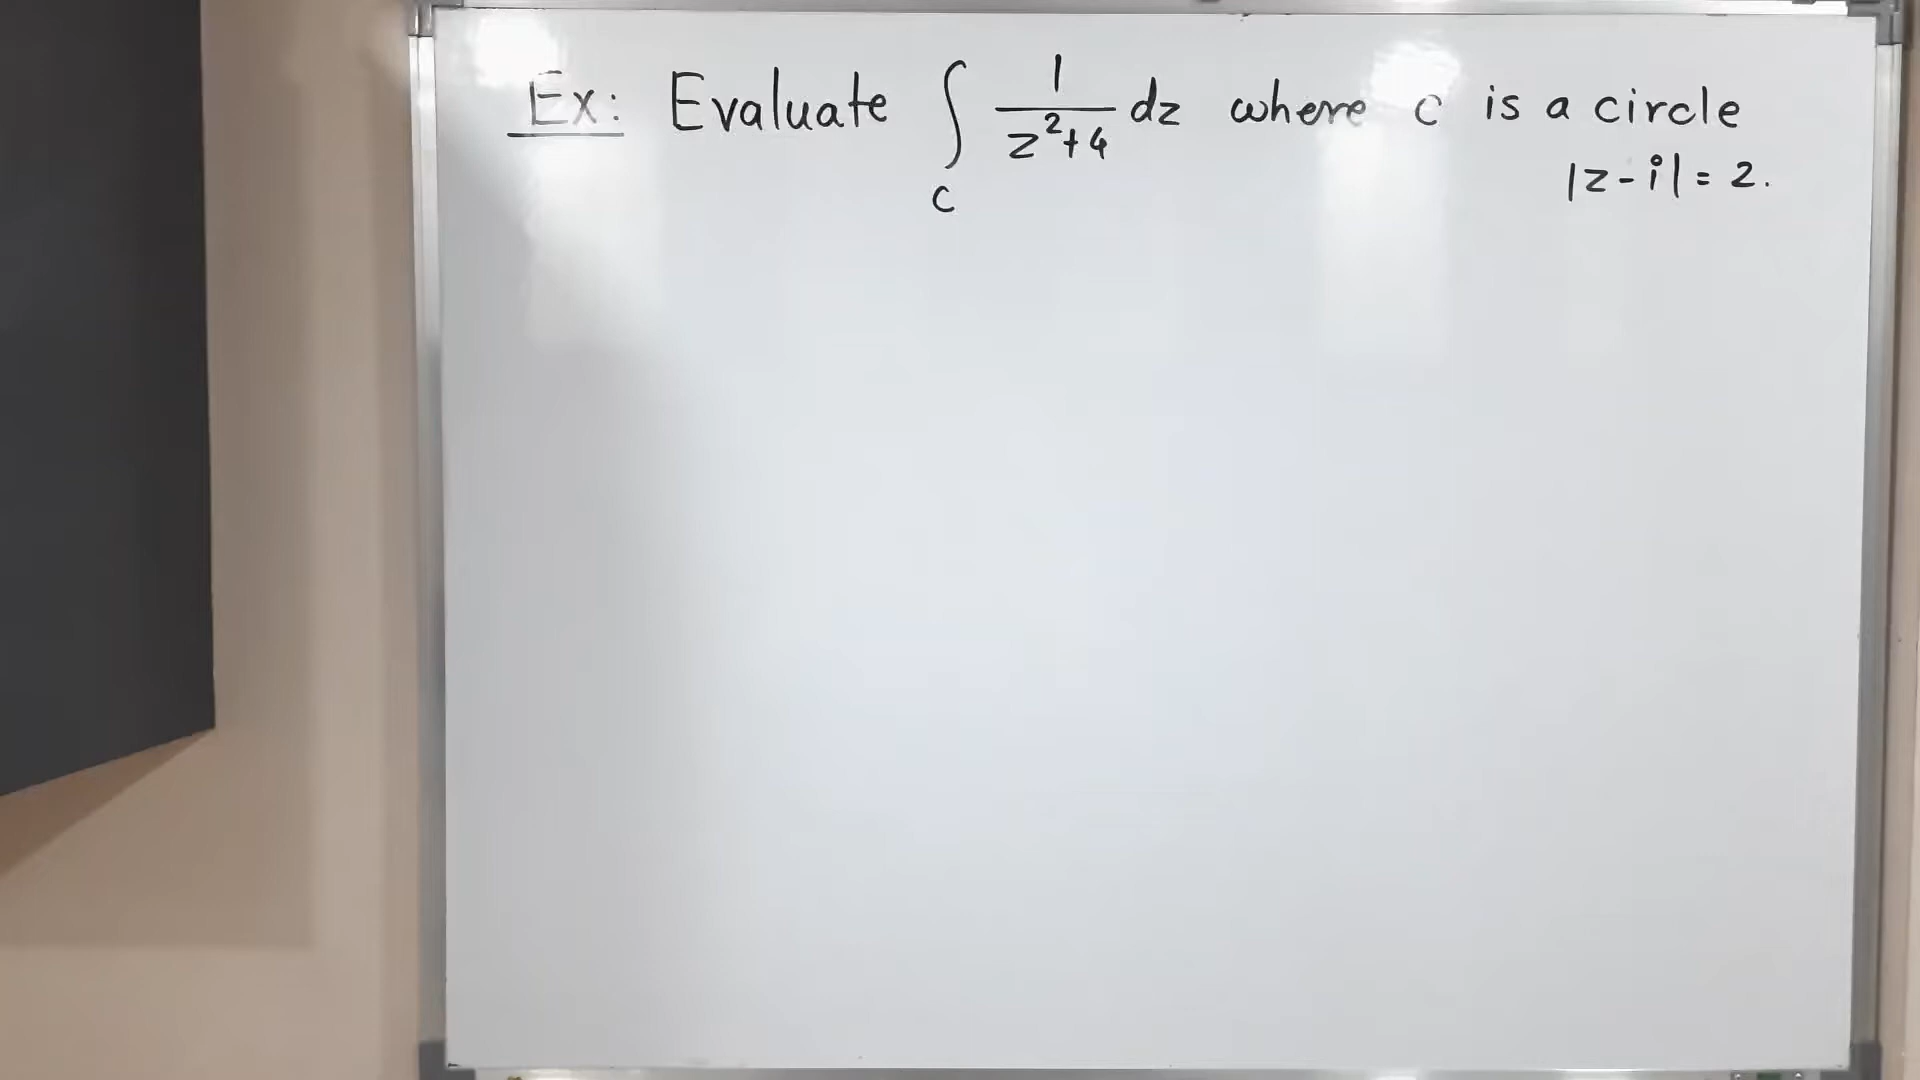 Ex: Evaluate ∫_C 1/(z²+4) dz where C is a circle
|z - i| = 2.